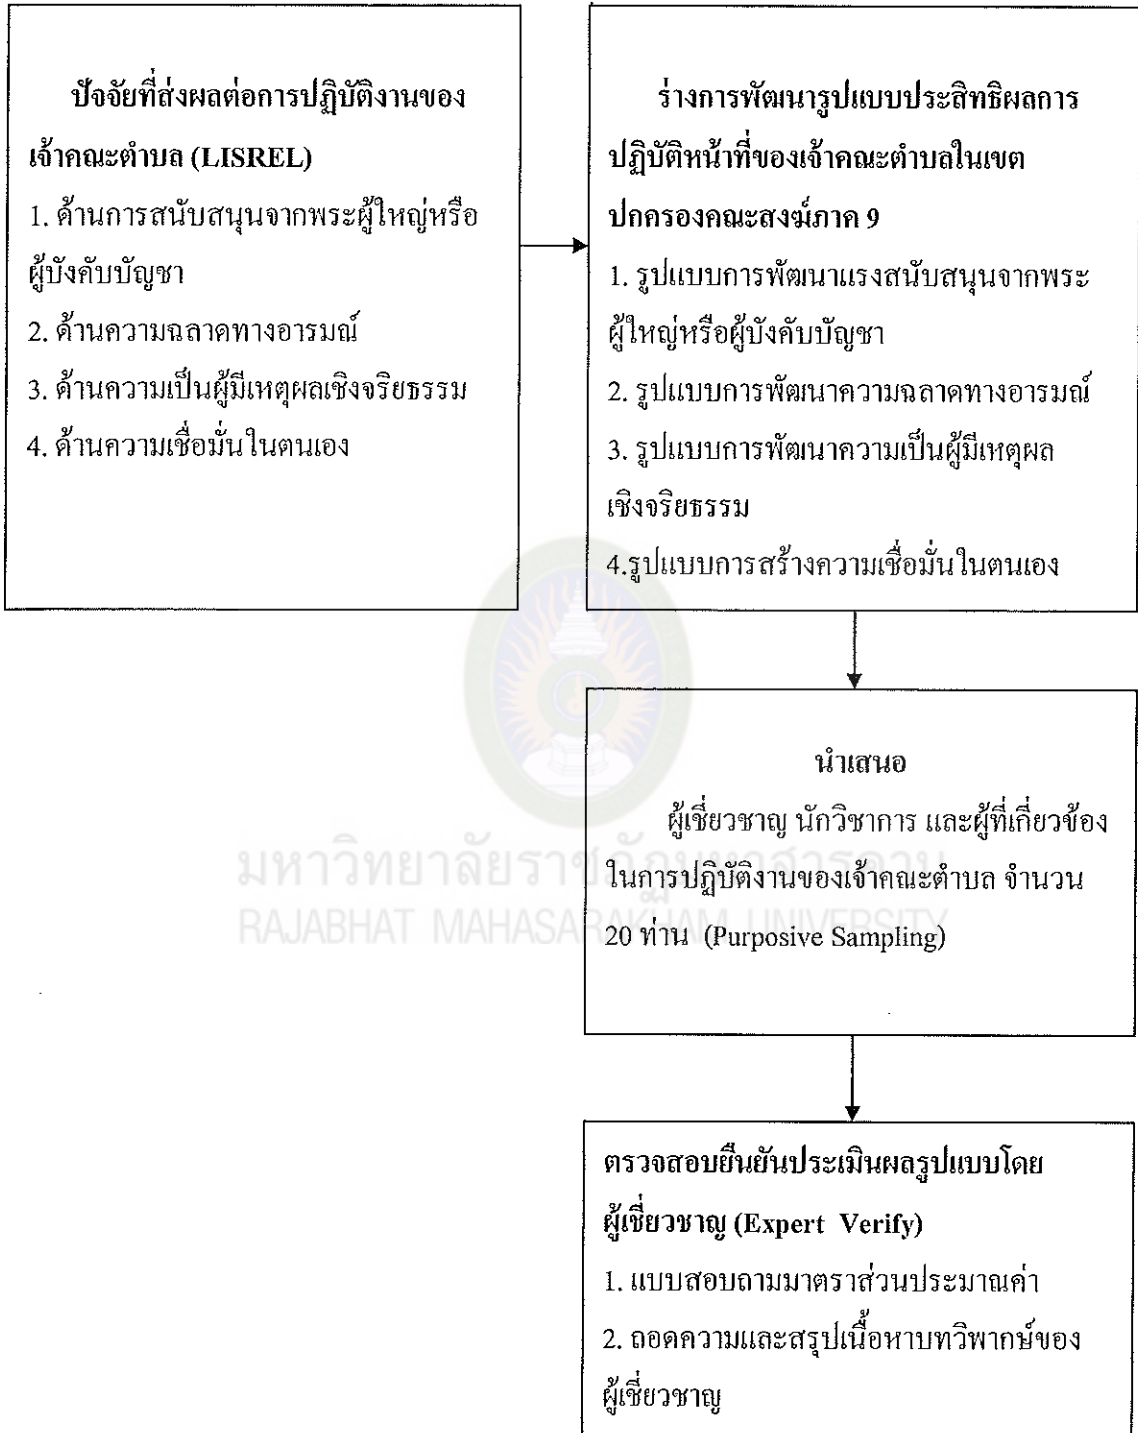 ปัจจัยที่ส่งผลต่อการปฏิบัติงานของ
เจ้าคณะตำบล (LISREL)
1. ด้านการสนับสนุนจากพระผู้ใหญ่หรือ
ผู้บังคับบัญชา
2. ด้านความฉลาดทางอารมณ์
3. ด้านความเป็นผู้มีเหตุผลเชิงจริยธรรม
4. ด้านความเชื่อมั่นในตนเอง
ร่างการพัฒนารูปแบบประสิทธิผลการ
ปฏิบัติหน้าที่ของเจ้าคณะตำบลในเขต
ปกครองคณะสงฆ์ภาค 9
1. รูปแบบการพัฒนาแรงสนับสนุนจากพระ
ผู้ใหญ่หรือผู้บังคับบัญชา
2. รูปแบบการพัฒนาความฉลาดทางอารมณ์
3. รูปแบบการพัฒนาความเป็นผู้มีเหตุผล
เชิงจริยธรรม
4.รูปแบบการสร้างความเชื่อมั่นในตนเอง
นำเสนอ
ผู้เชี่ยวชาญ นักวิชาการ และผู้ที่เกี่ยวข้อง
ในการปฏิบัติงานของเจ้าคณะตำบล จำนวน
20 ท่าน (Purposive Sampling)
มหาวิทยาลัยราชภัฏมหาสารคาม
RAJABHAT MAHASARAKHAM UNIVERSITY
ตรวจสอบยืนยันประเมินผลรูปแบบโดย
ผู้เชี่ยวชาญ (Expert Verify)
1. แบบสอบถามมาตราส่วนประมาณค่า
2. ถอดความและสรุปเนื้อหาบทวิพากษ์ของ
ผู้เชี่ยวชาญ